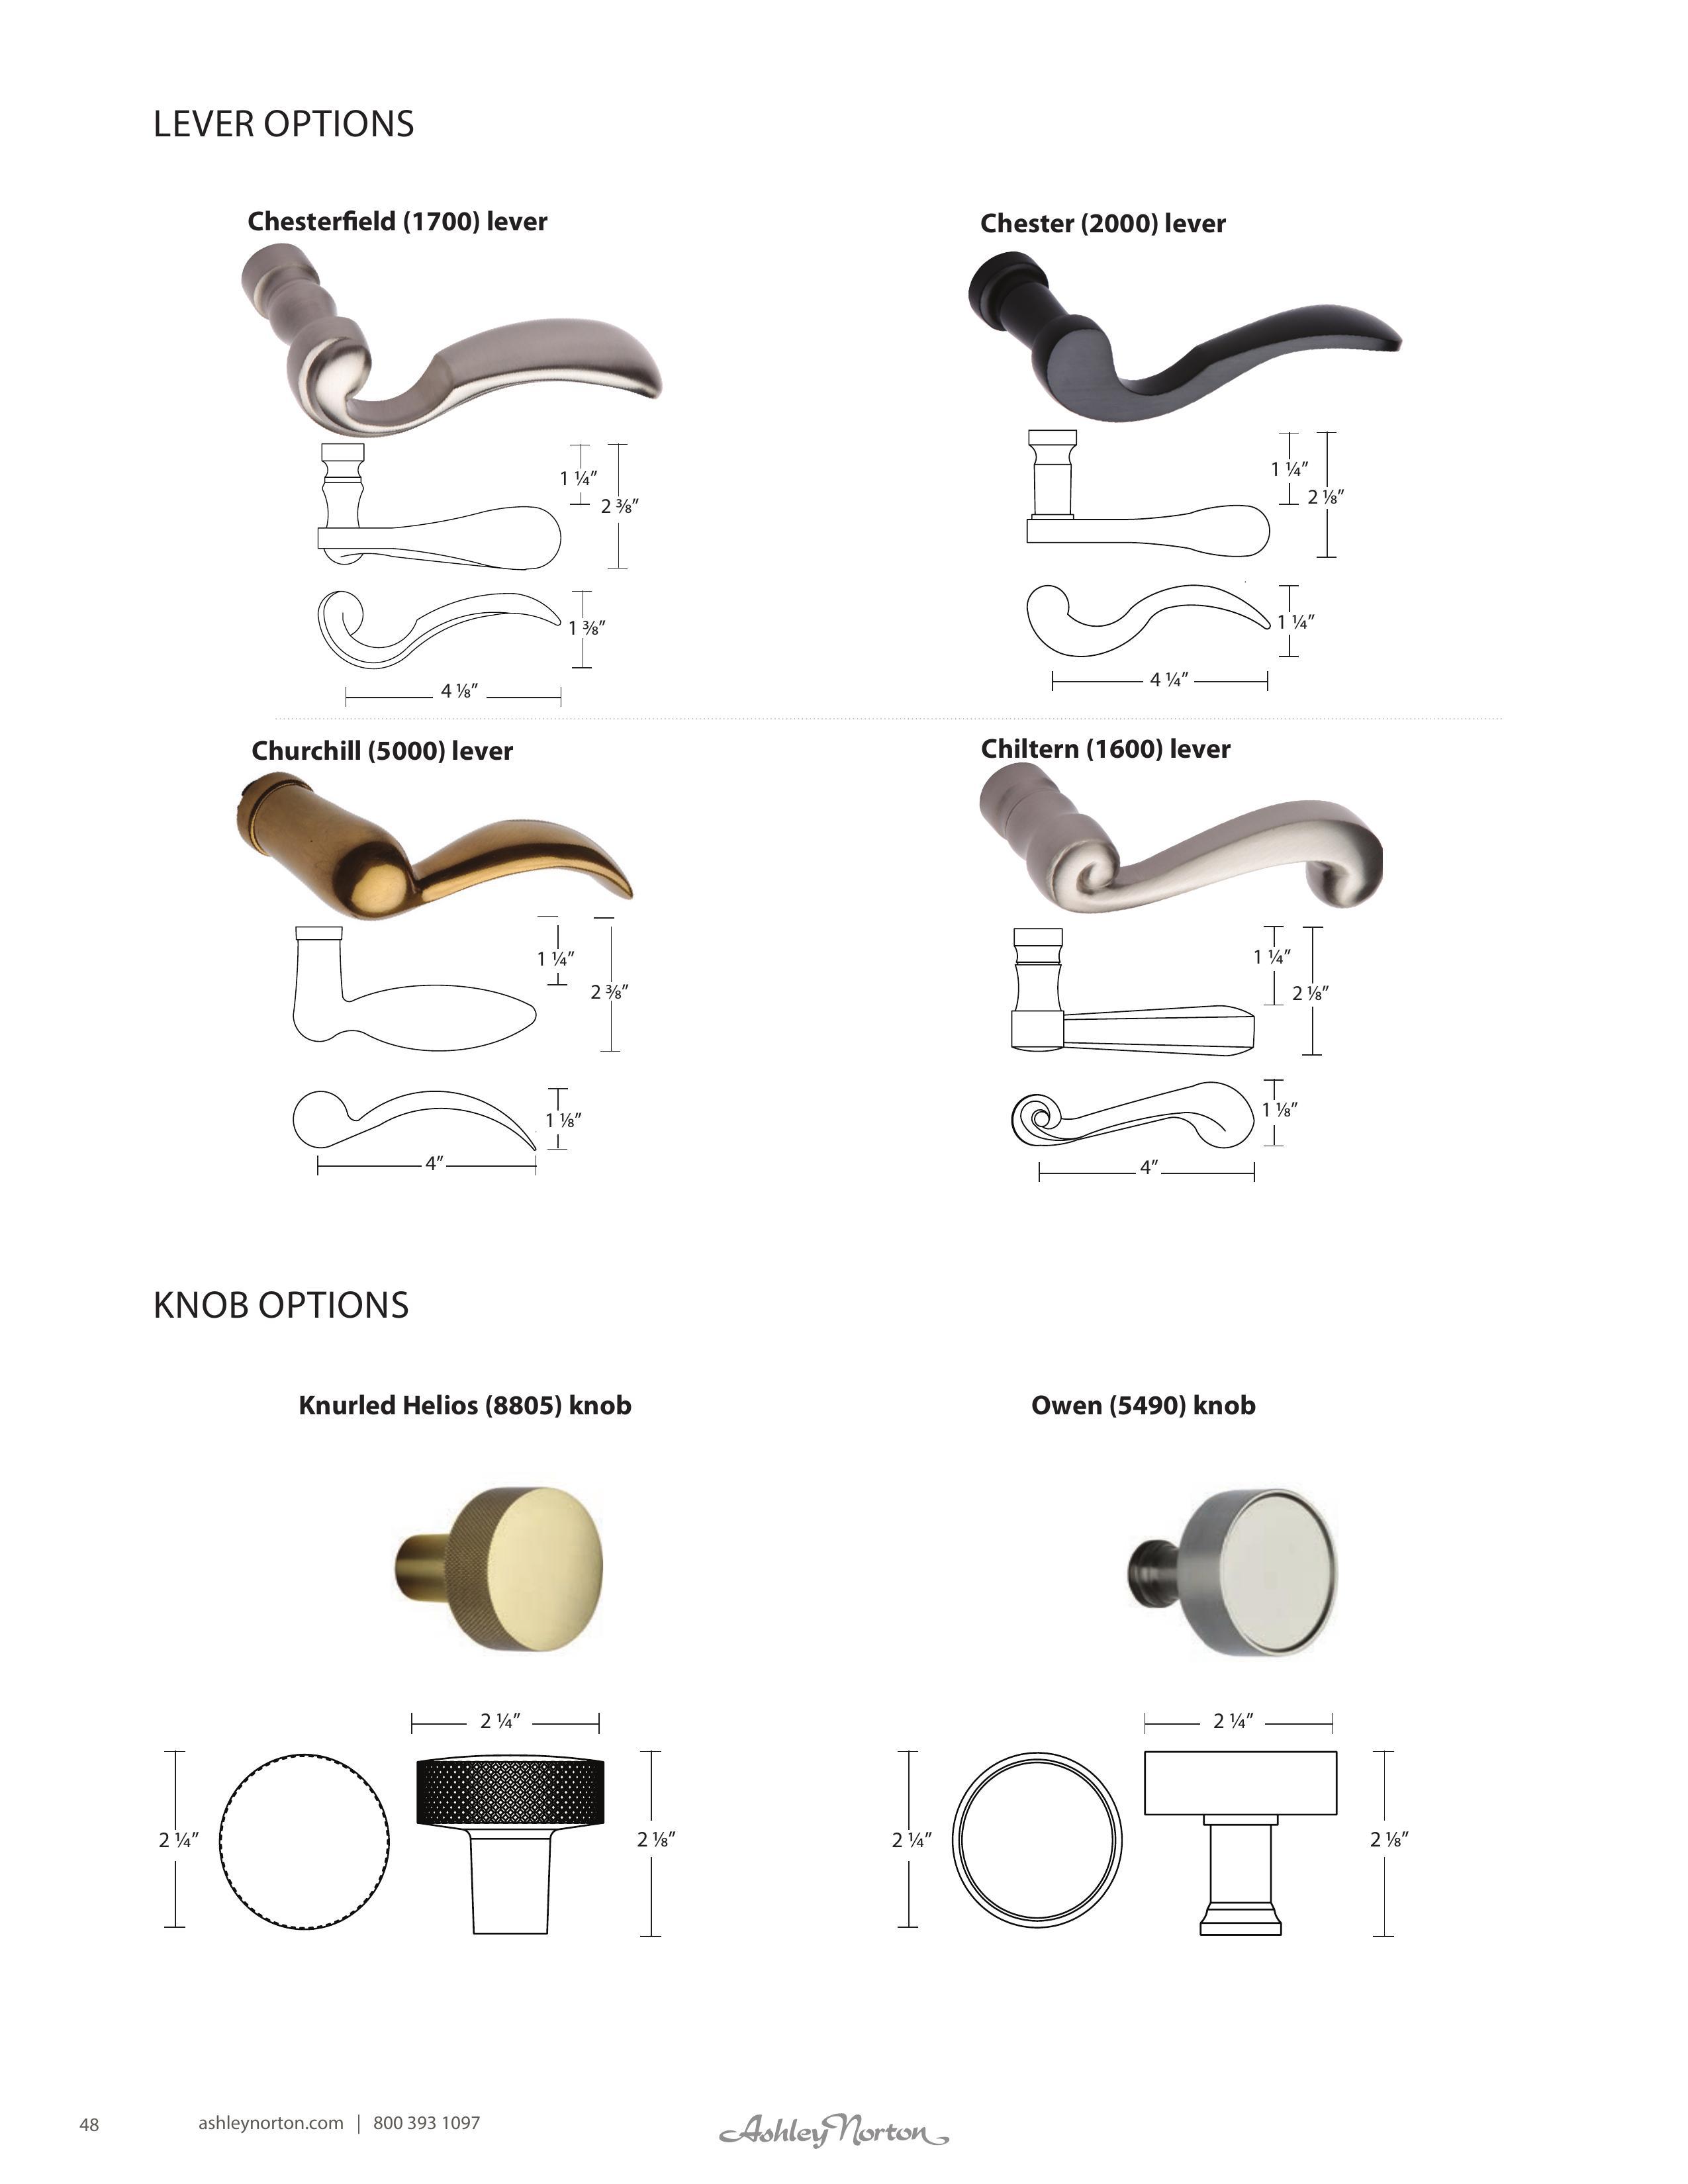 LEVER OPTIONS
Chesterfield (1700) lever
1 ¼”
2 ⅜”
1 ⅜”
4 ⅛”
Chester (2000) lever
1 ¼”
2 ⅛”
1 ¼”
4 ¼”
Churchill (5000) lever
1 ¼”
2 ⅜”
1 ⅛”
4”
Chiltern (1600) lever
1 ¼”
2 ⅛”
1 ⅛”
4”
KNOB OPTIONS
Knurled Helios (8805) knob
2 ¼”
2 ¼”
2 ⅛”
Owen (5490) knob
2 ¼”
2 ¼”
2 ⅛”
48
ashleynorton.com | 800 393 1097
Ashley Norton